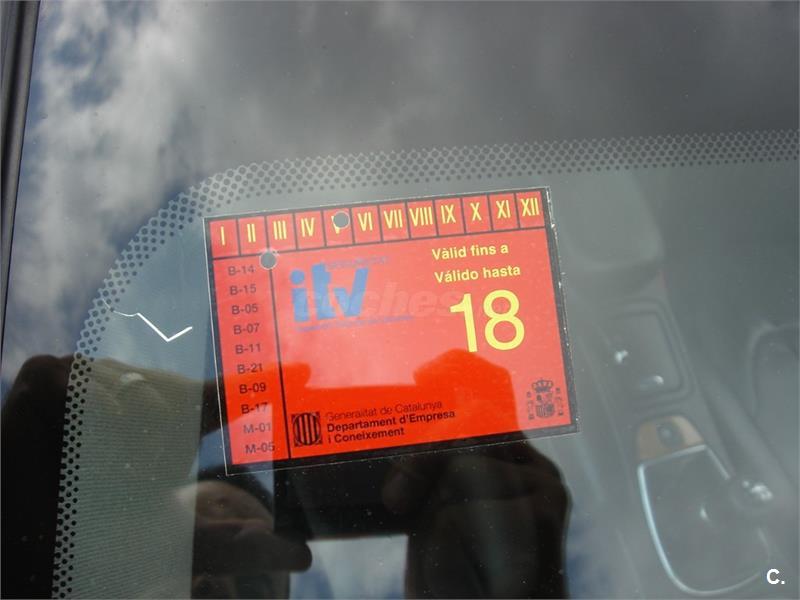 I II III IV V VI VII VIII IX X XI XII
B-14
B-15
B-05
B-07
B-11
B-21
B-09
B-17
M-01
M-05
Vàlid fins a
Válido hasta
itv
coches
18
Generalitat de Catalunya
Departament d'Empresa
i Coneixement
C.